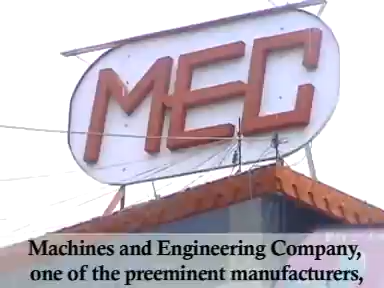 MEC
Machines and Engineering Company,
one of the preeminent manufacturers,